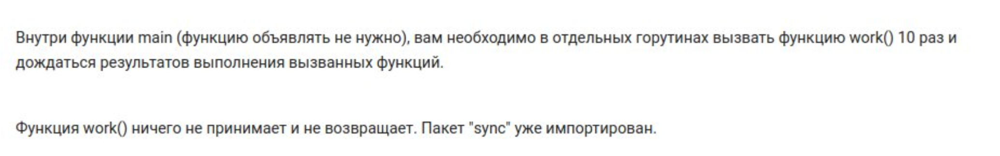 Внутри функции main (функцию объявлять не нужно), вам необходимо в отдельных горутинах вызвать функцию work() 10 раз и
дождаться результатов выполнения вызванных функций.
Функция work() ничего не принимает и не возвращает. Пакет "sync" уже импортирован.